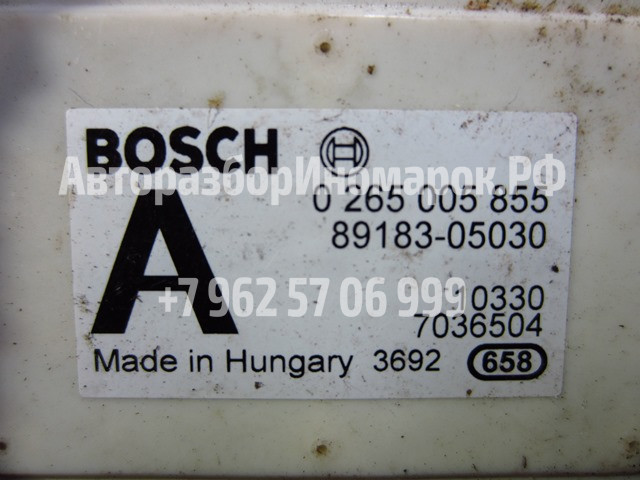 BOSCH
АвторазборИномарок.РФ
0 265 005 855
A
89183-05030
+7 962 57 06 999
10330
7036504
Made in Hungary 3692 658